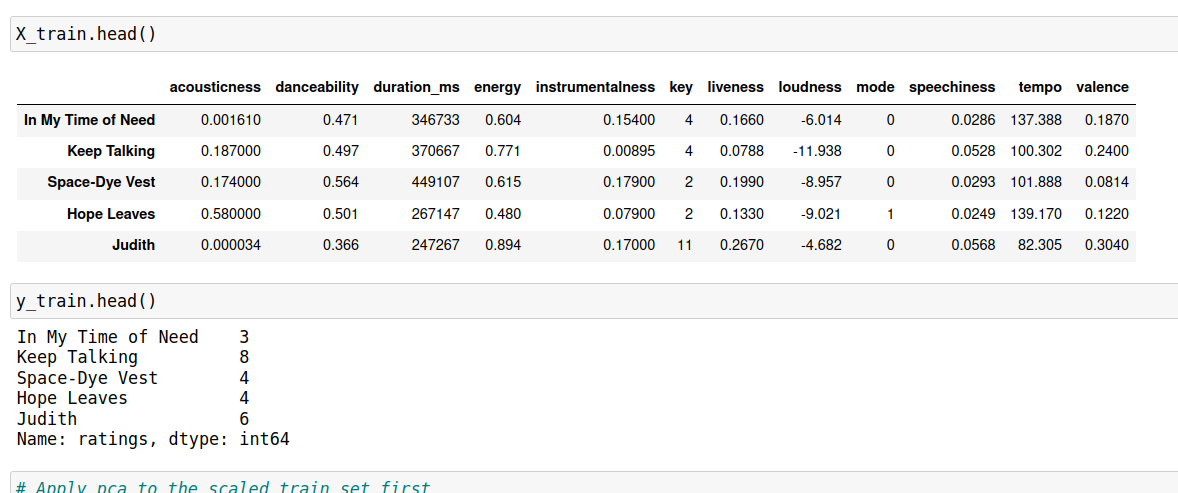 X_train.head()
acousticness danceability duration_ms energy instrumentalness key liveness loudness mode speechiness tempo valence
In My Time of Need 0.001610 0.471 346733 0.604 0.15400 4 0.1660 -6.014 0 0.0286 137.388 0.1870
Keep Talking 0.187000 0.497 370667 0.771 0.00895 4 0.0788 -11.938 0 0.0528 100.302 0.2400
Space-Dye Vest 0.174000 0.564 449107 0.615 0.17900 2 0.1990 -8.957 0 0.0293 101.888 0.0814
Hope Leaves 0.580000 0.501 267147 0.480 0.07900 2 0.1330 -9.021 1 0.0249 139.170 0.1220
Judith 0.000034 0.366 247267 0.894 0.17000 11 0.2670 -4.682 0 0.0568 82.305 0.3040
y_train.head()
In My Time of Need 3
Keep Talking 8
Space-Dye Vest 4
Hope Leaves 4
Judith 6
Name: ratings, dtype: int64
# Apply pca to the scaled train set first